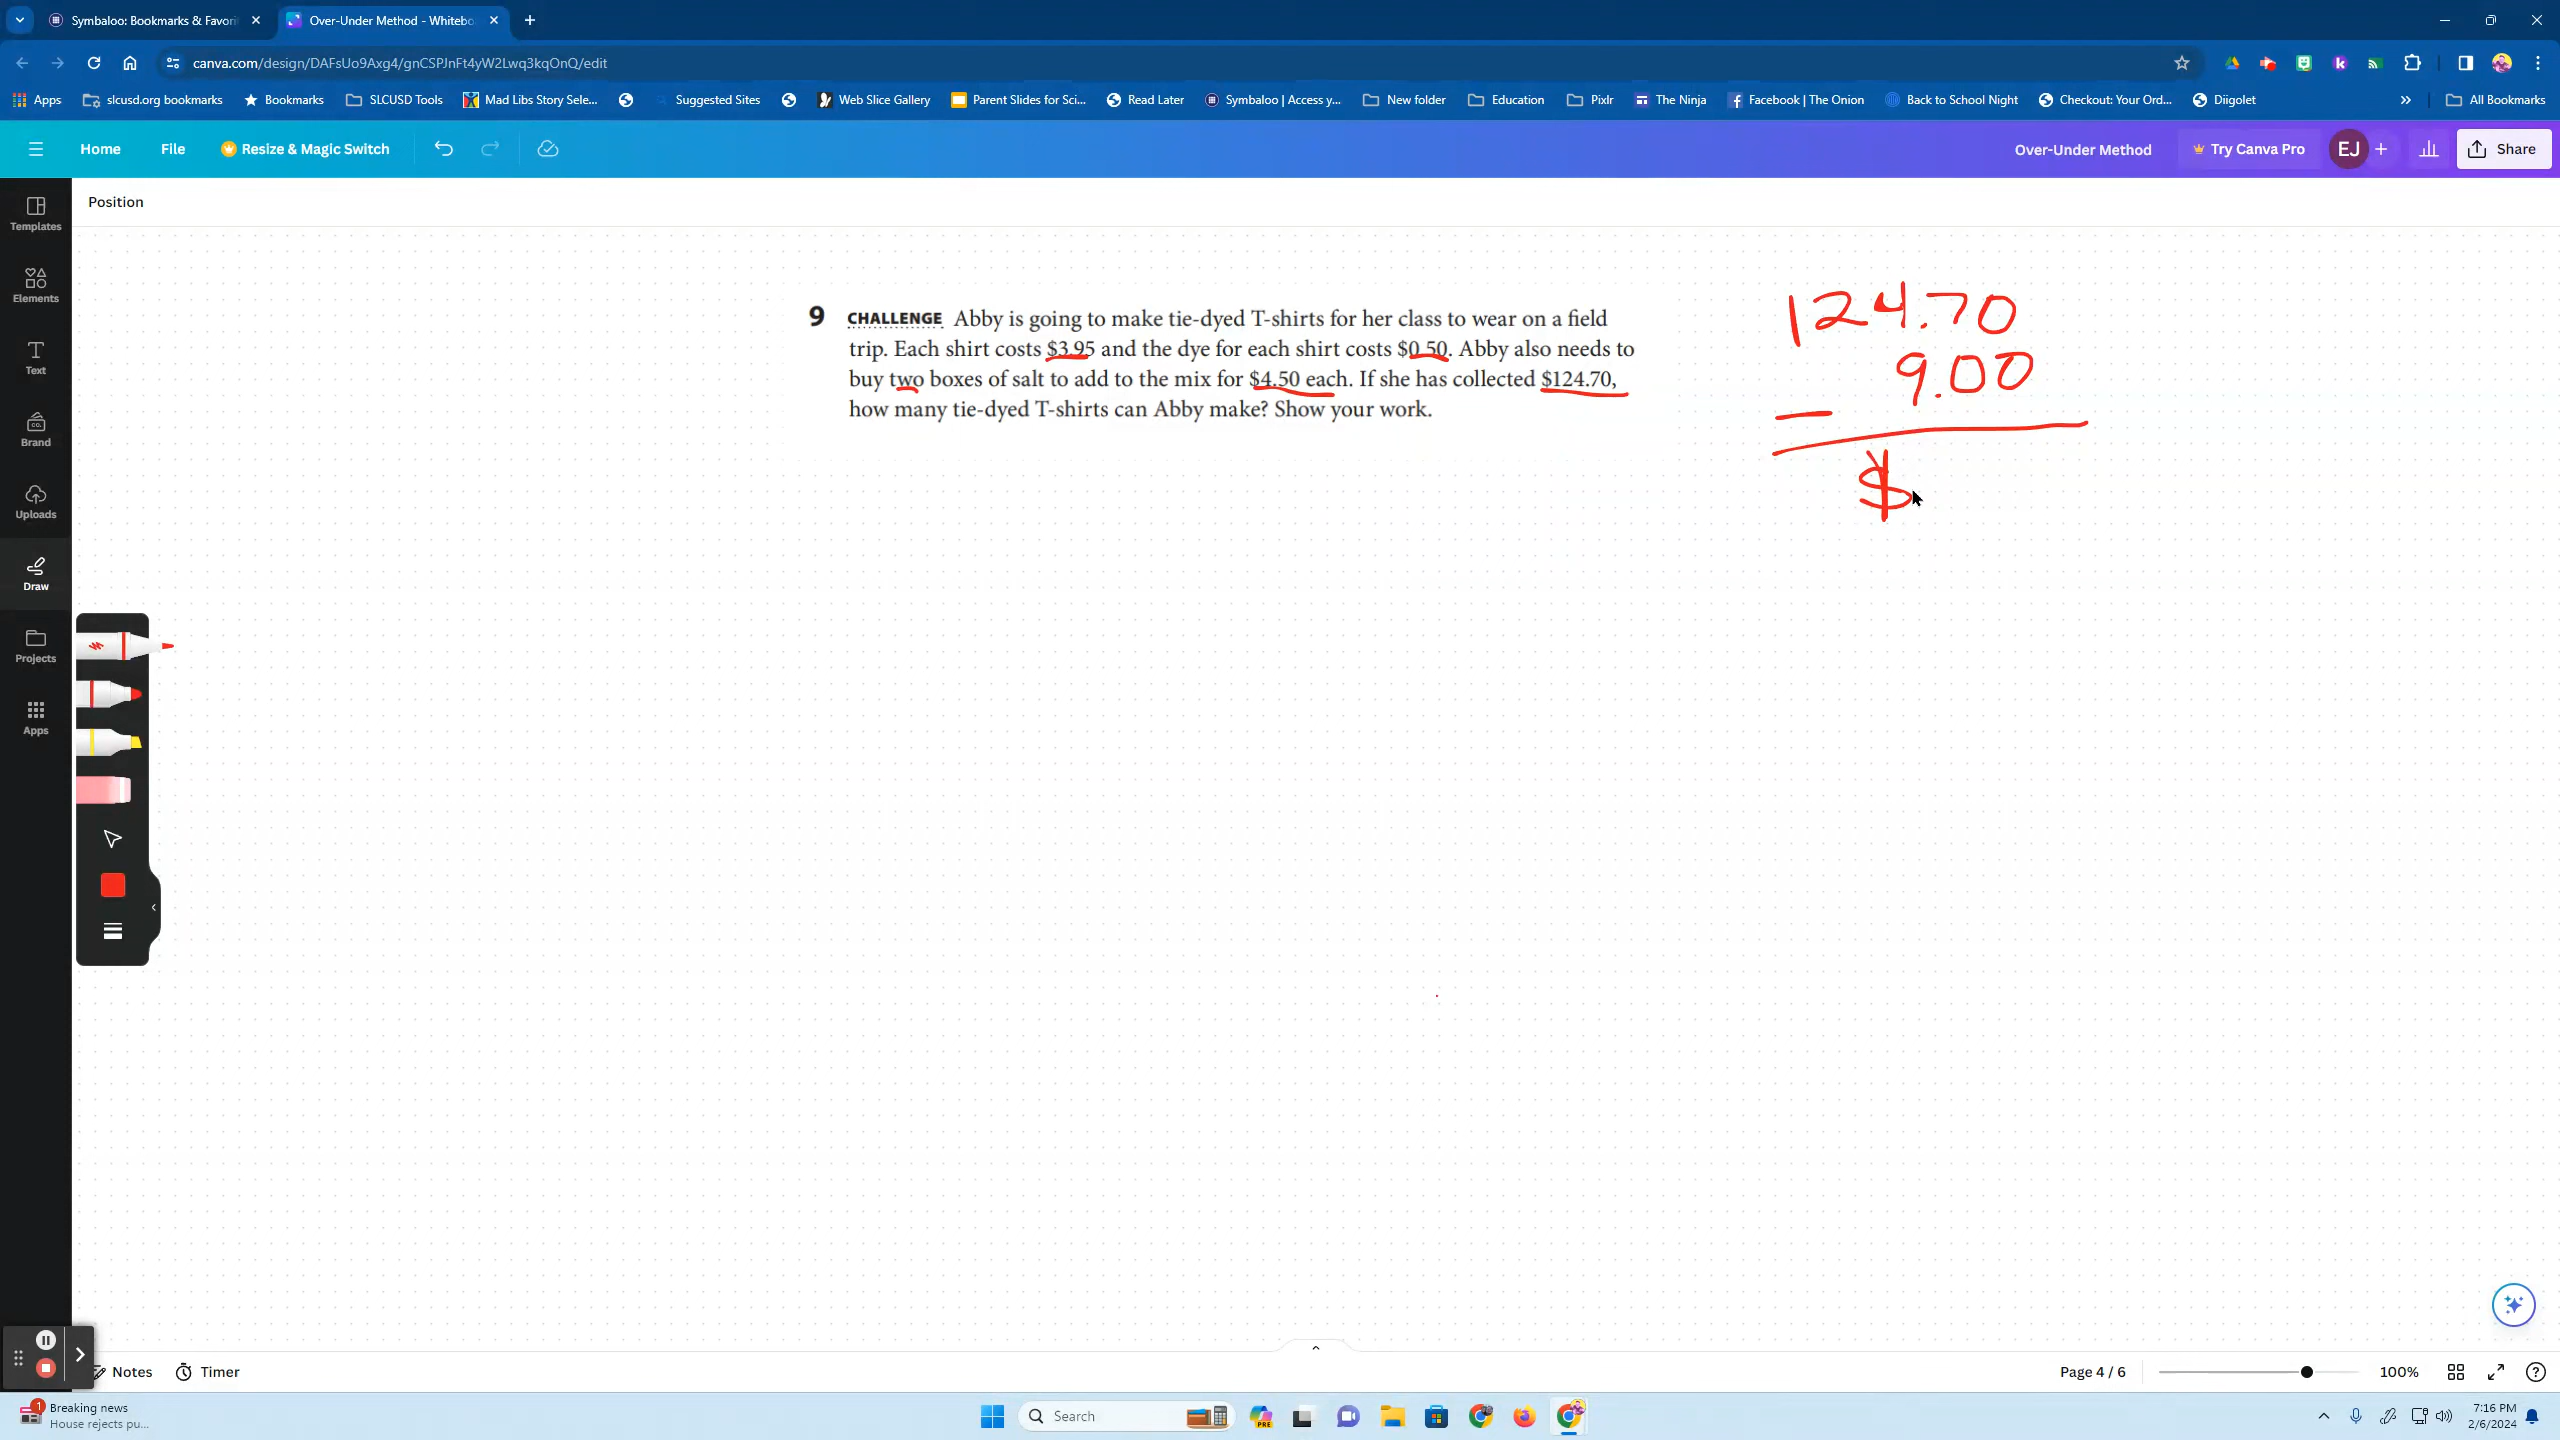 Symbaloo: Bookmarks & Favori
Over-Under Method - Whitebo
canva.com/design/DAFsUo9Axg4/gnCSPJnFt4yW2Lwq3kqOnQ/edit
Apps
slcusd.org bookmarks
Bookmarks
SLCUSD Tools
Mad Libs Story Sele...
Suggested Sites
Web Slice Gallery
Parent Slides for Sci...
Read Later
Symbaloo | Access y...
New folder
Education
Pixlr
The Ninja
Facebook | The Onion
Back to School Night
Checkout: Your Ord...
Diigolet
All Bookmarks
Home
File
Resize & Magic Switch
Over-Under Method
Try Canva Pro
EJ
Share
Templates
Elements
Text
Brand
Uploads
Draw
Projects
Apps
Position
9 CHALLENGE Abby is going to make tie-dyed T-shirts for her class to wear on a field
trip. Each shirt costs $3.95 and the dye for each shirt costs $0.50. Abby also needs to
buy two boxes of salt to add to the mix for $4.50 each. If she has collected $124.70,
how many tie-dyed T-shirts can Abby make? Show your work.
124.70
9.00
–
$
Notes
Timer
Page 4 / 6
100%
1
Breaking news
House rejects pu...
Search
PRE
7:16 PM
2/6/2024